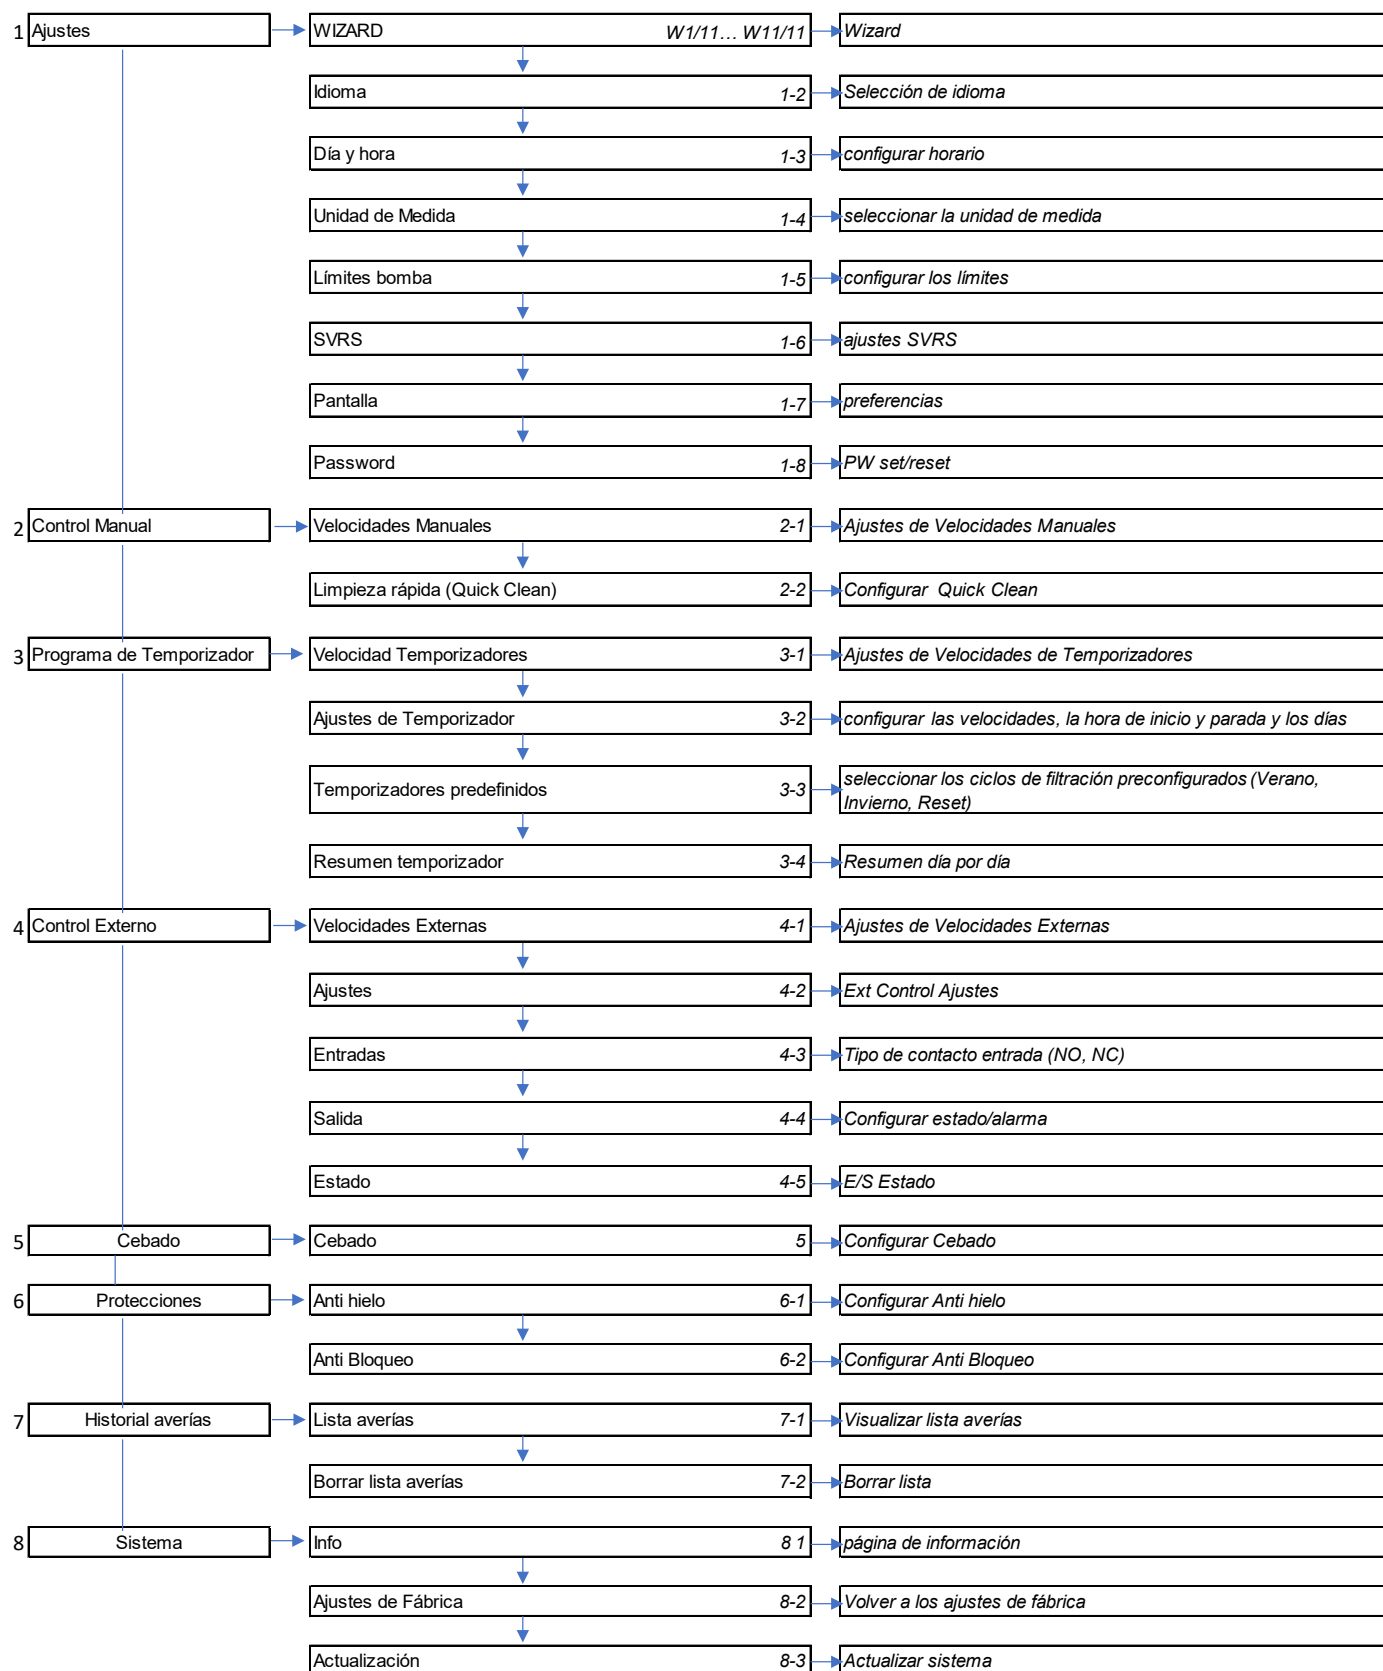 1 Ajustes WIZARD W1/11... W11/11 Wizard
Idioma 1-2 Selección de idioma
Día y hora 1-3 configurar horario
Unidad de Medida 1-4 seleccionar la unidad de medida
Límites bomba 1-5 configurar los límites
SVRS 1-6 ajustes SVRS
Pantalla 1-7 preferencias
Password 1-8 PW set/reset
2 Control Manual Velocidades Manuales 2-1 Ajustes de Velocidades Manuales
Limpieza rápida (Quick Clean) 2-2 Configurar Quick Clean
3 Programa de Temporizador Velocidad Temporizadores 3-1 Ajustes de Velocidades de Temporizadores
Ajustes de Temporizador 3-2 configurar las velocidades, la hora de inicio y parada y los días
Temporizadores predefinidos 3-3 seleccionar los ciclos de filtración preconfigurados (Verano,
Invierno, Reset)
Resumen temporizador 3-4 Resumen día por día
4 Control Externo Velocidades Externas 4-1 Ajustes de Velocidades Externas
Ajustes 4-2 Ext Control Ajustes
Entradas 4-3 Tipo de contacto entrada (NO, NC)
Salida 4-4 Configurar estado/alarma
Estado 4-5 E/S Estado
5 Cebado Cebado 5 Configurar Cebado
6 Protecciones Anti hielo 6-1 Configurar Anti hielo
Anti Bloqueo 6-2 Configurar Anti Bloqueo
7 Historial averías Lista averías 7-1 Visualizar lista averías
Borrar lista averías 7-2 Borrar lista
8 Sistema Info 8 1 página de información
Ajustes de Fábrica 8-2 Volver a los ajustes de fábrica
Actualización 8-3 Actualizar sistema